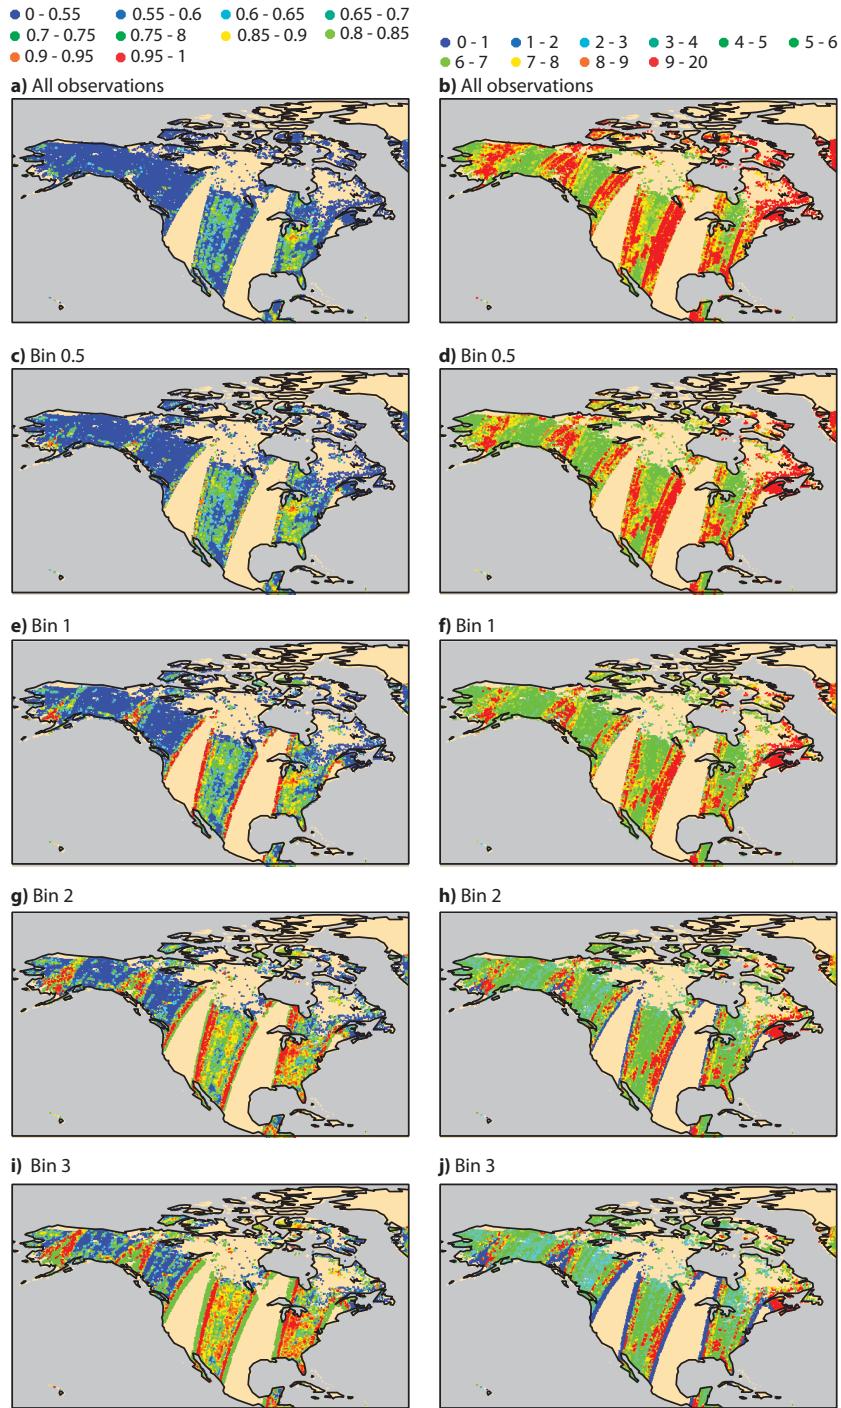 0 - 0.55 0.55 - 0.6 0.6 - 0.65 0.65 - 0.7
0.7 - 0.75 0.75 - 8 0.85 - 0.9 0.8 - 0.85
0.9 - 0.95 0.95 - 1
0 - 1 1 - 2 2 - 3 3 - 4 4 - 5 5 - 6
6 - 7 7 - 8 8 - 9 9 - 20
a) All observations
b) All observations
c) Bin 0.5
d) Bin 0.5
e) Bin 1
f) Bin 1
g) Bin 2
h) Bin 2
i) Bin 3
j) Bin 3